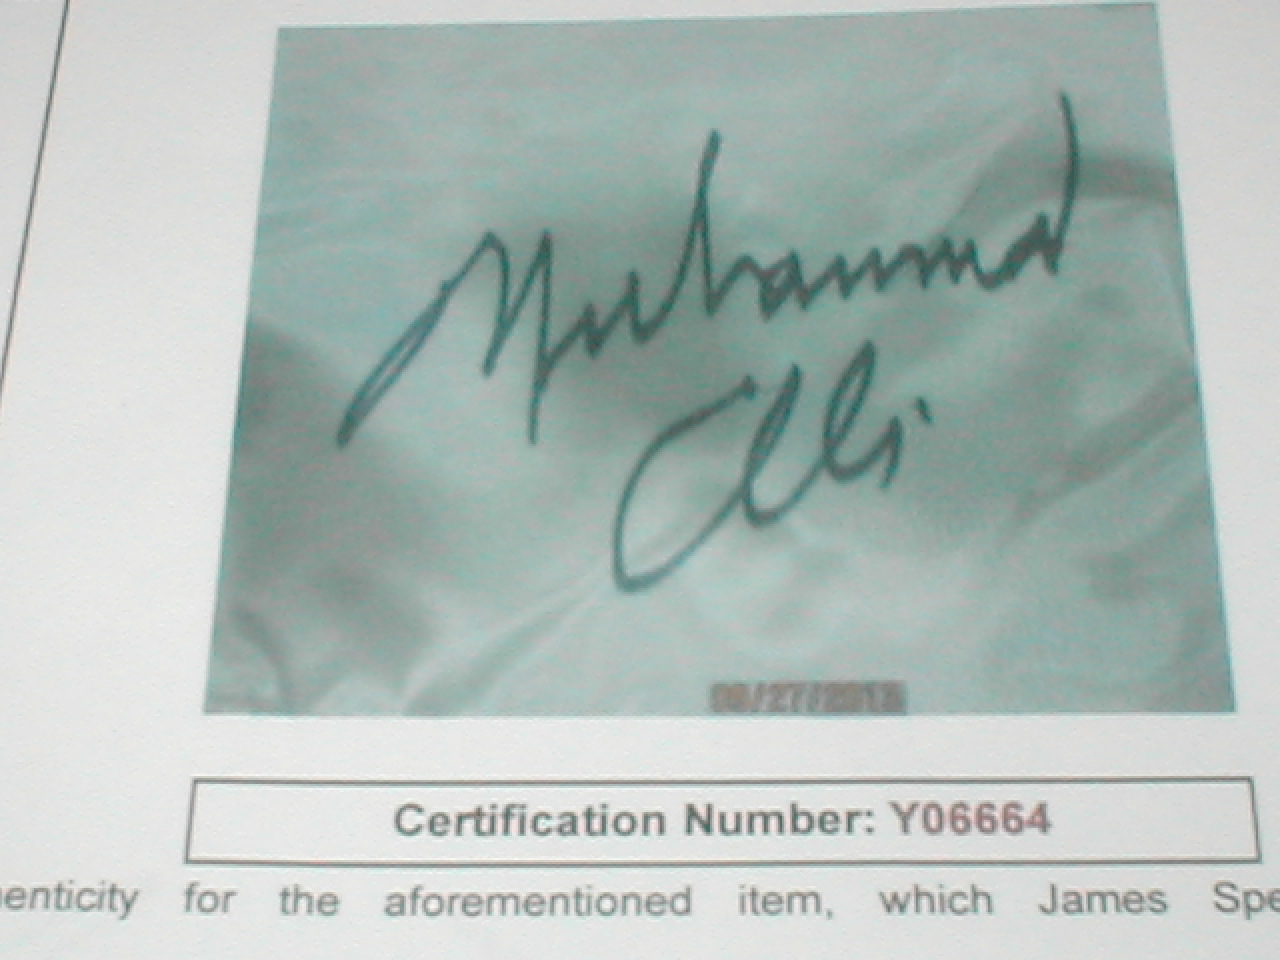 Muhammad
Ali
Certification Number: Y06664
enticity for the aforementioned item, which James Spe